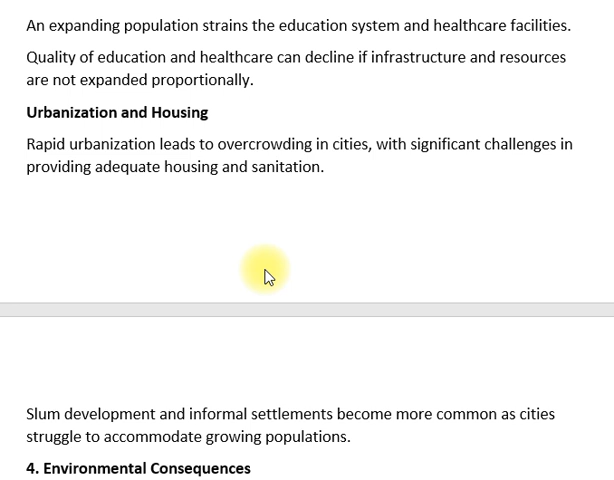 An expanding population strains the education system and healthcare facilities.
Quality of education and healthcare can decline if infrastructure and resources
are not expanded proportionally.
Urbanization and Housing
Rapid urbanization leads to overcrowding in cities, with significant challenges in
providing adequate housing and sanitation.
Slum development and informal settlements become more common as cities
struggle to accommodate growing populations.
4. Environmental Consequences